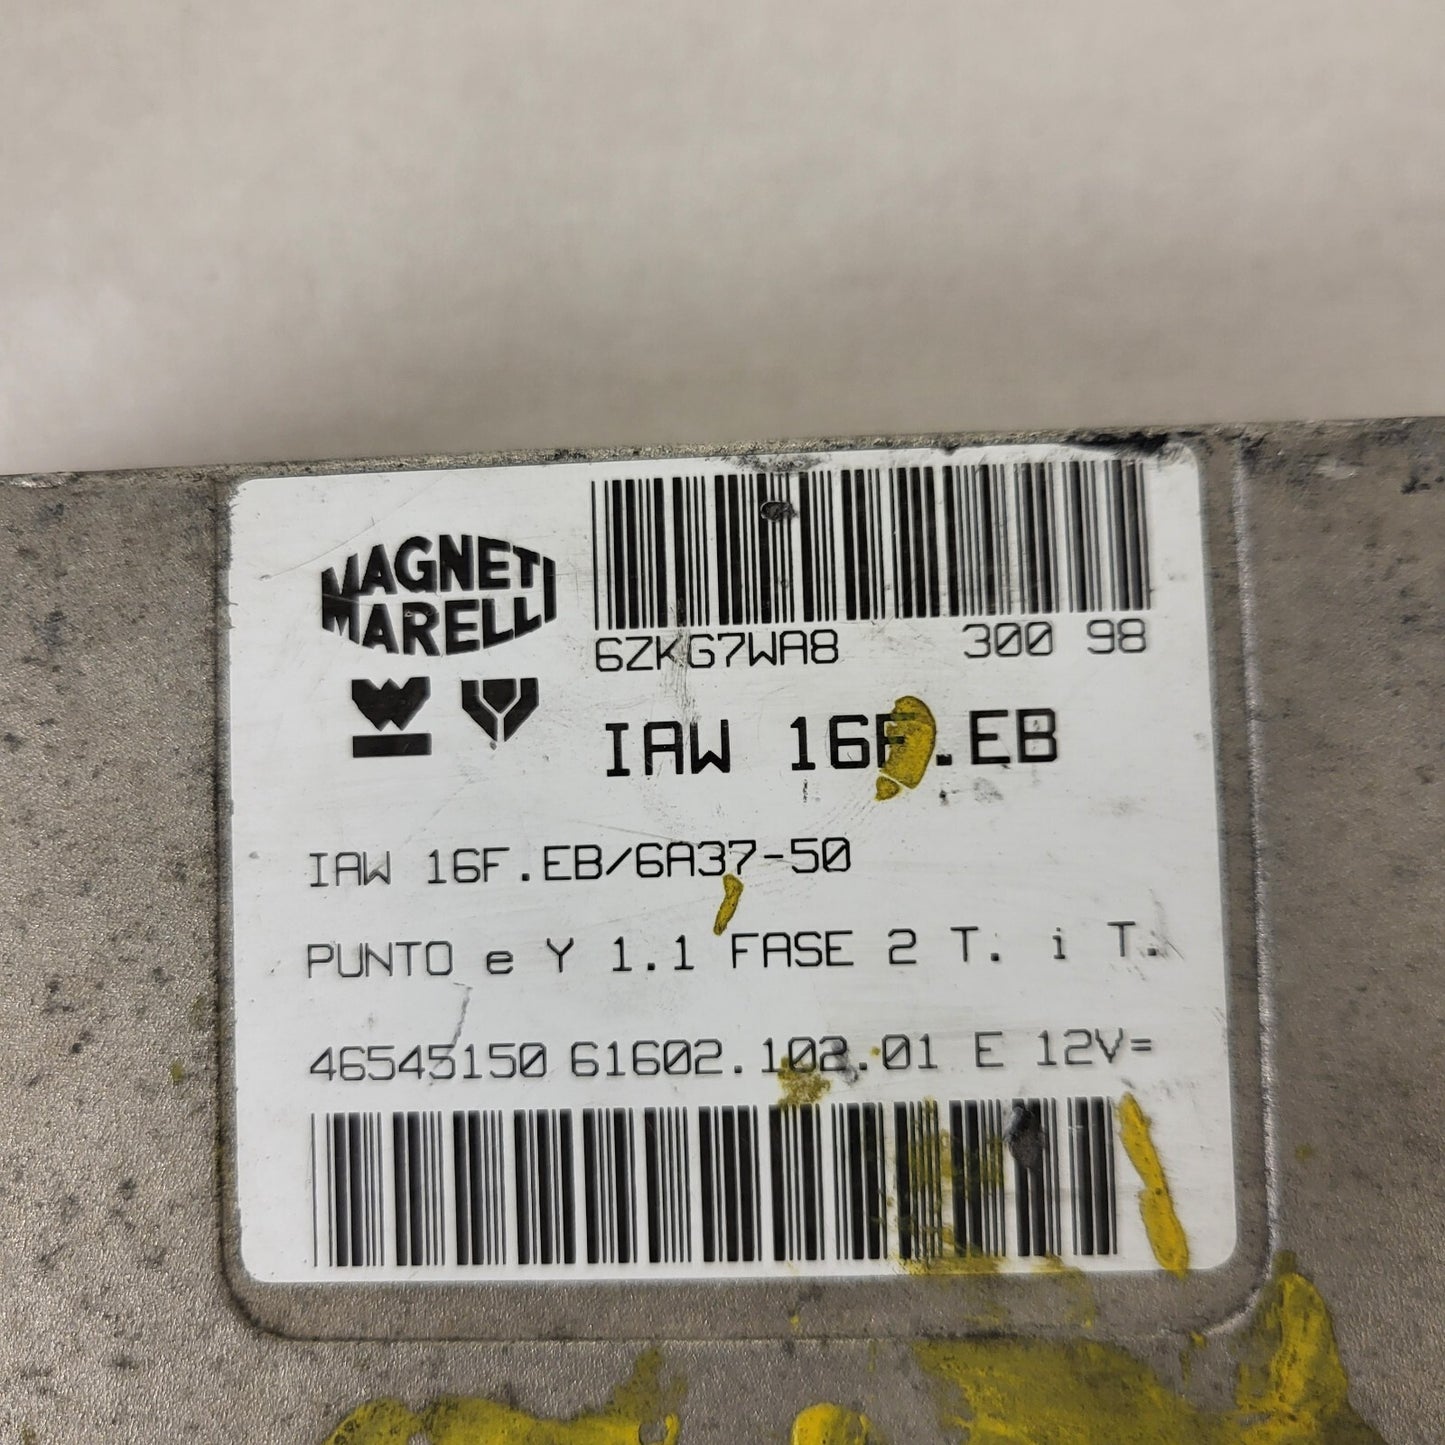 MAGNETI
MARELLI
6ZKG7WA8 300 98
IAW 16F.EB
IAW 16F.EB/6A37-50
PUNTO e Y 1.1 FASE 2 T. i T.
46545150 61602.102.01 E 12V=